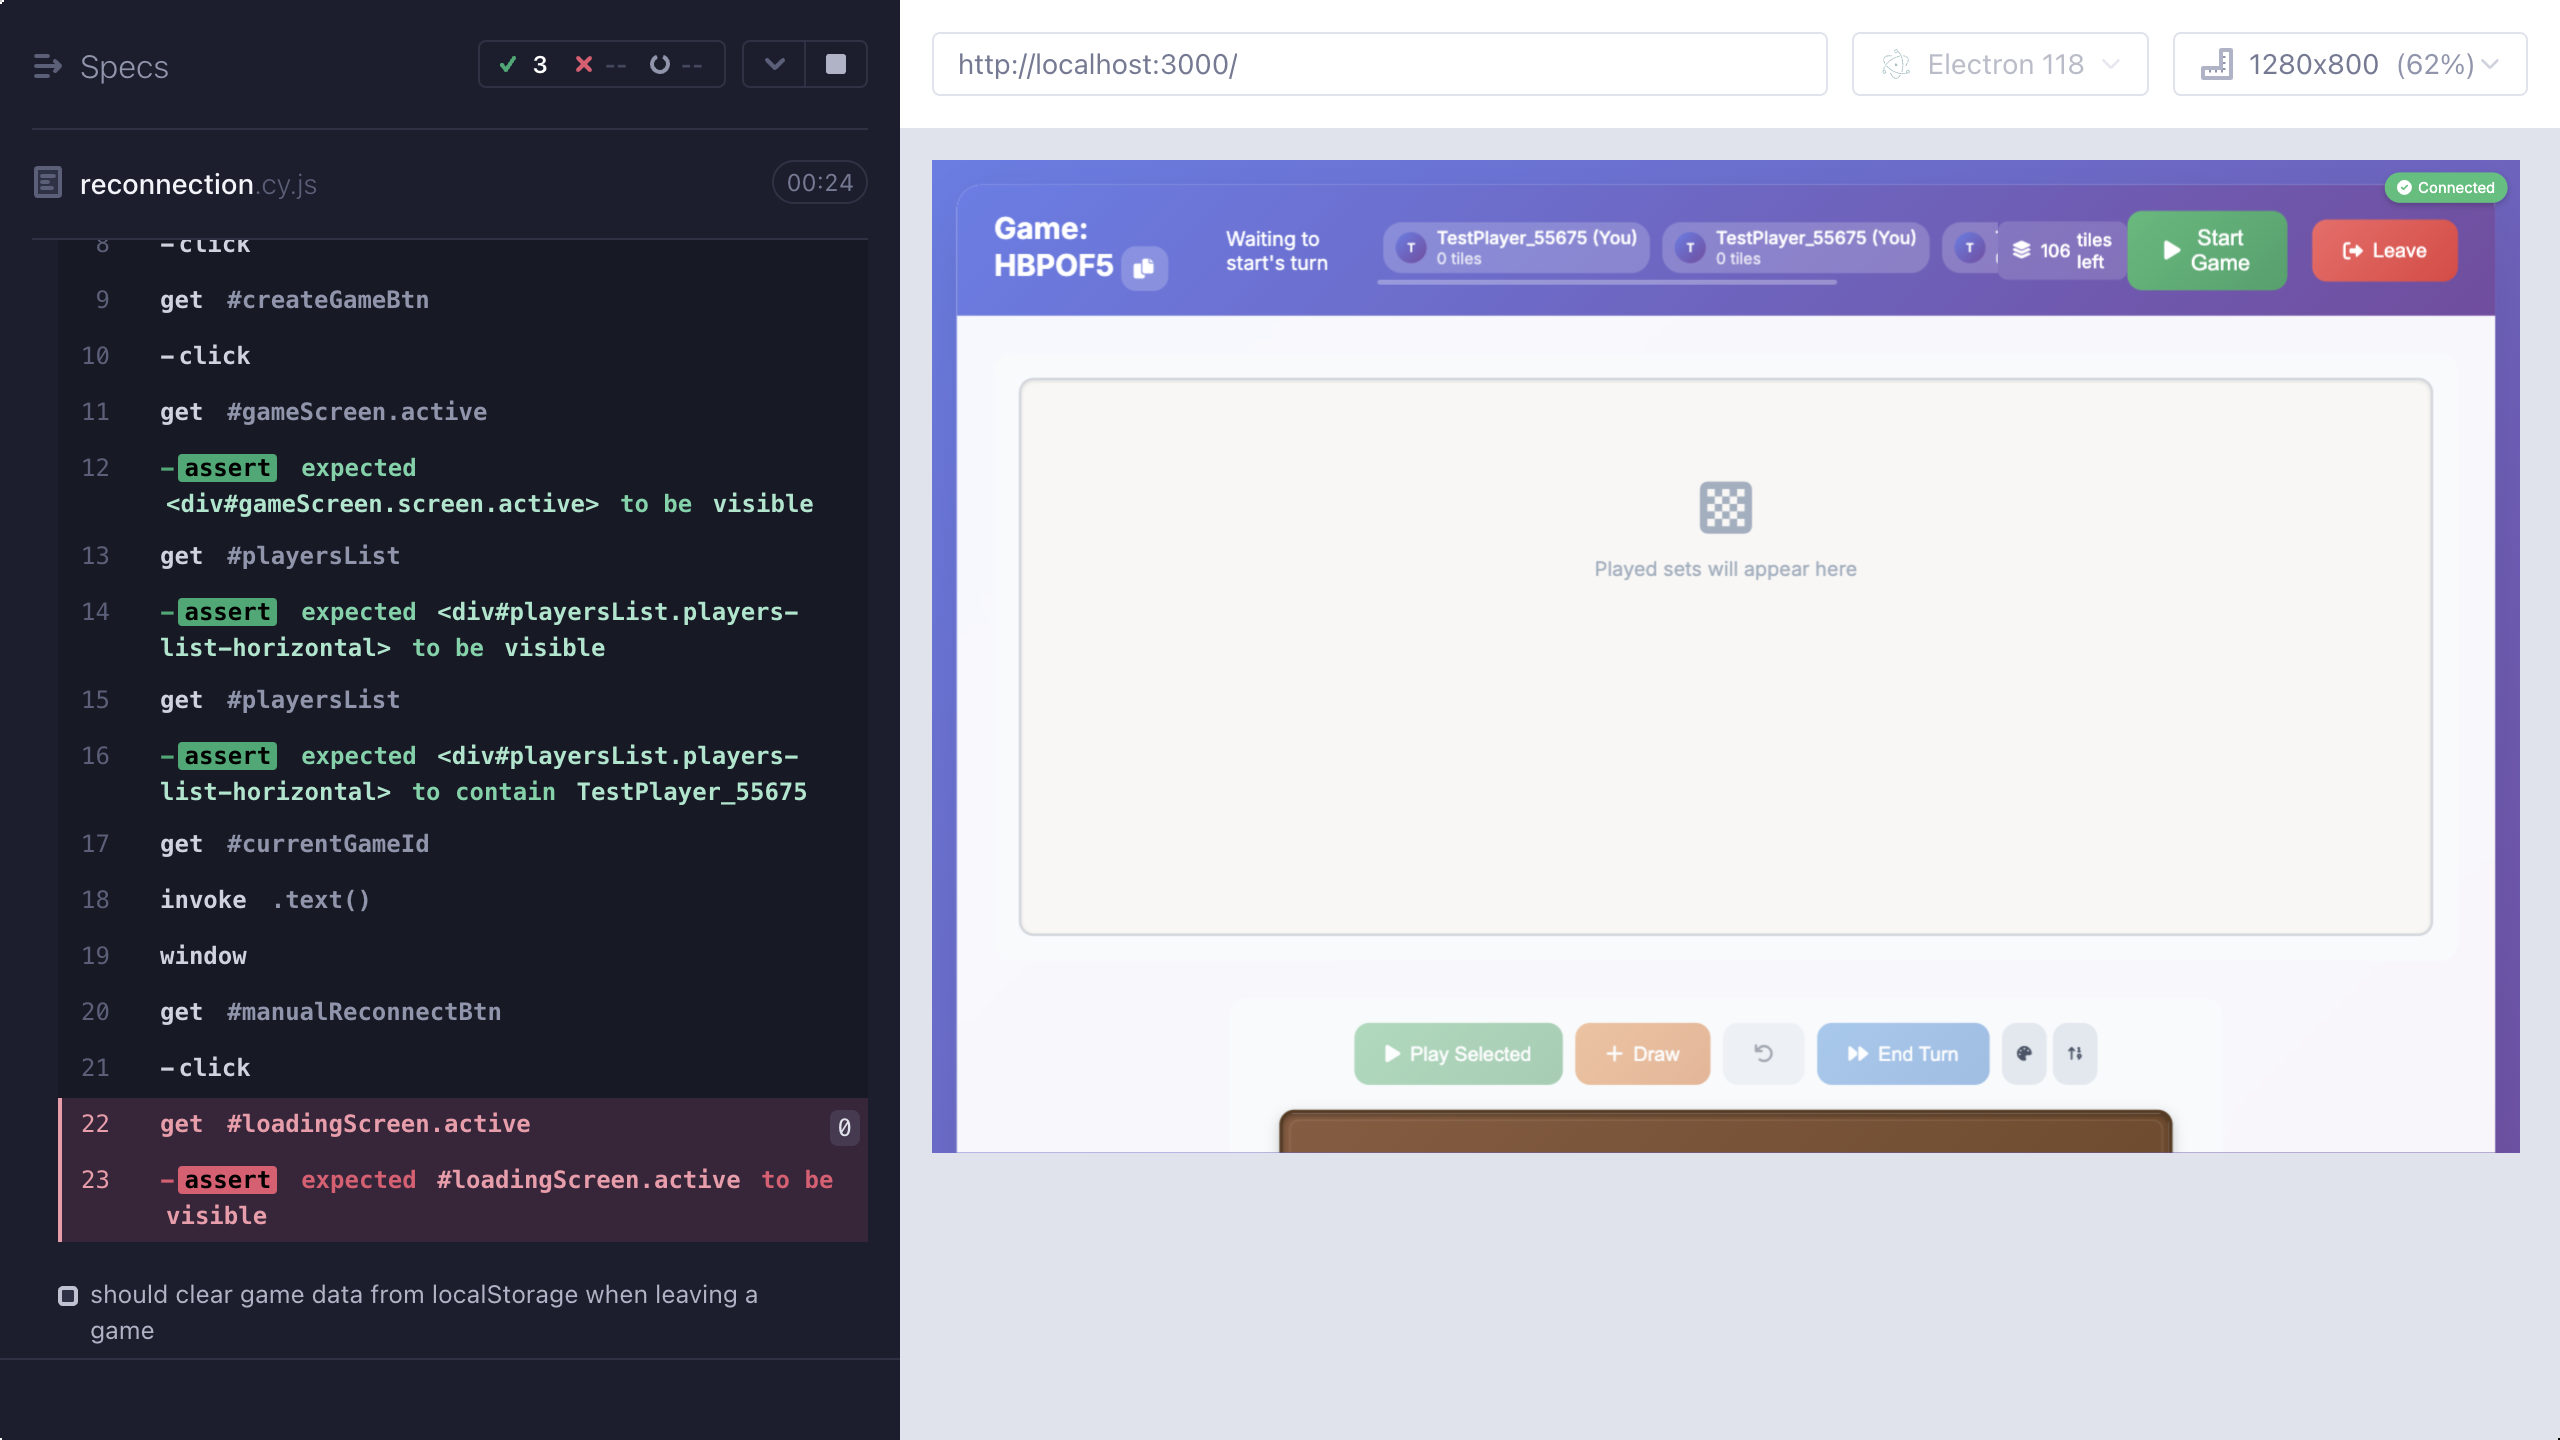 Specs
3
--
--
reconnection.cy.js
00:24
8 -click
9 get #createGameBtn
10 -click
11 get #gameScreen.active
12 -assert expected
<div#gameScreen.screen.active> to be visible
13 get #playersList
14 -assert expected <div#playersList.players-
list-horizontal> to be visible
15 get #playersList
16 -assert expected <div#playersList.players-
list-horizontal> to contain TestPlayer_55675
17 get #currentGameId
18 invoke .text()
19 window
20 get #manualReconnectBtn
21 -click
22 get #loadingScreen.active 0
23 -assert expected #loadingScreen.active to be
visible
should clear game data from localStorage when leaving a
game
http://localhost:3000/
Electron 118
1280x800 (62%)
Connected
Game:
HBPOF5
Waiting to
start's turn
T
TestPlayer_55675 (You)
0 tiles
T
TestPlayer_55675 (You)
0 tiles
T
106 tiles
left
Start
Game
Leave
Played sets will appear here
Play Selected
Draw
End Turn